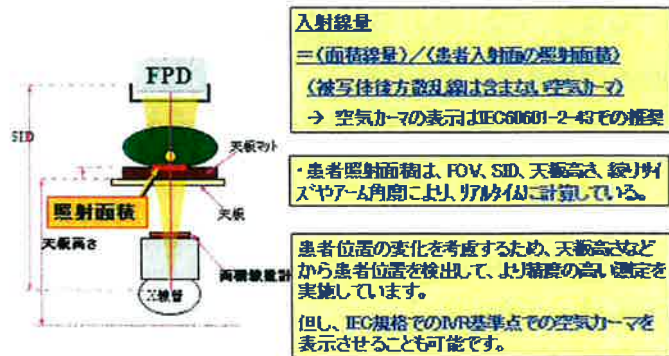 FPD
SID
天板マット
照射面積
天板
天板高さ
面積線量計
X線管
入射線量
=(面積線量)/(患者入射面の照射面積)
(被写体後方散乱線は含まない空気カーマ)
→ 空気カーマの表示はIEC60601-2-43での推奨
・患者照射面積は、FOV、SID、天板高さ、絞りサイ
ズやアーム角度により、リアルタイムに計算している。
患者位置の変化を考慮するため、天板高さなど
から患者位置を検出して、より精度の高い測定を
実施しています。
但し、IEC規格でのIVR基準点での空気カーマを
表示させることも可能です。